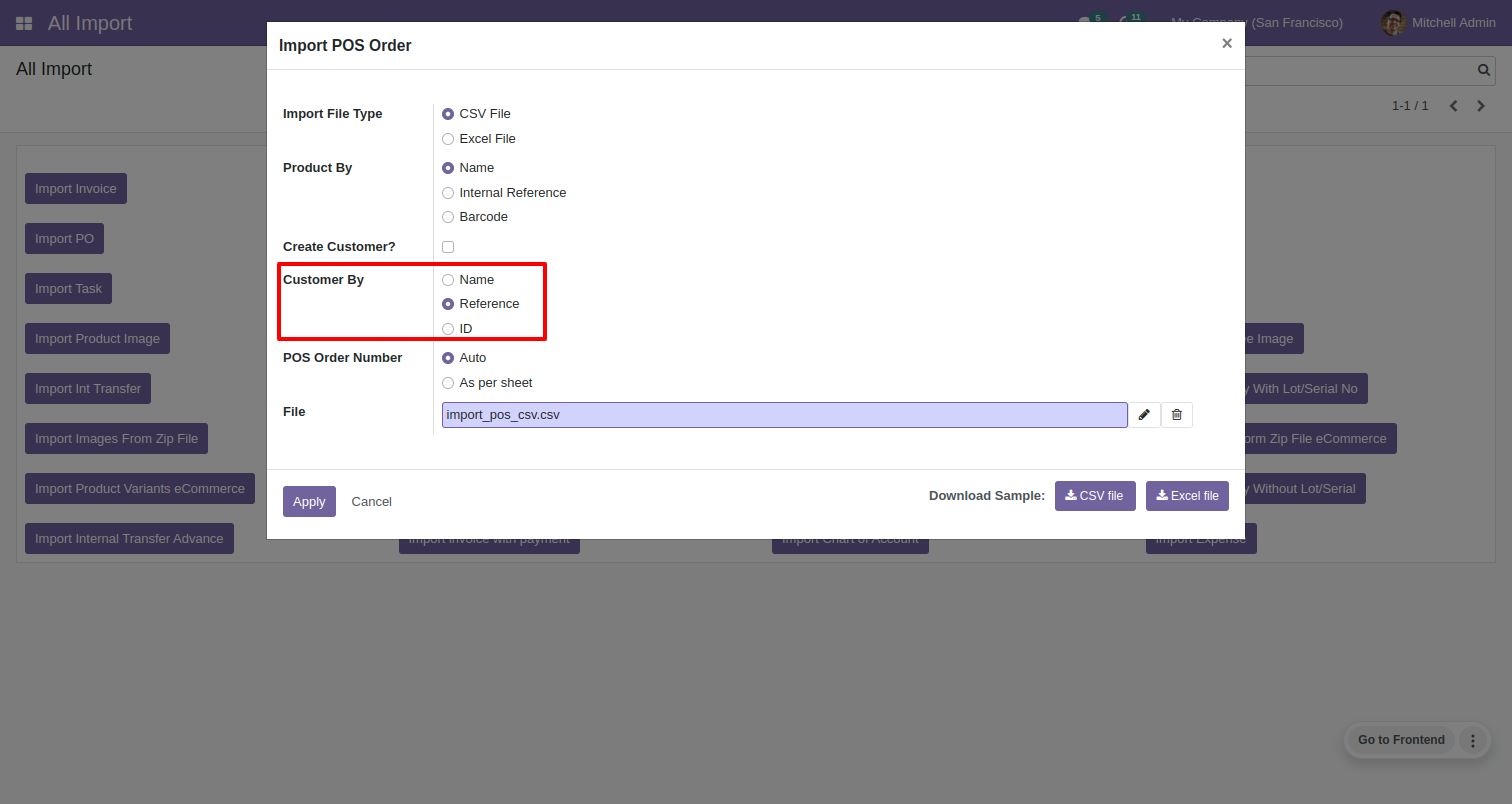 All Import
5
11
My Company (San Francisco)
Mitchell Admin
All Import
1-1 / 1
Import POS Order
×
Import File Type
CSV File
Excel File
Product By
Name
Internal Reference
Barcode
Create Customer?
Customer By
Name
Reference
ID
POS Order Number
Auto
As per sheet
File
import_pos_csv.csv
Apply
Cancel
Download Sample:
CSV file
Excel file
Import Invoice
Import PO
Import Task
Import Product Image
Image
Import Int Transfer
With Lot/Serial No
Import Images From Zip File
Zip File eCommerce
Import Product Variants eCommerce
Without Lot/Serial
Import Internal Transfer Advance
Import Invoice with payment
Import Chart of Account
Import Expense
Go to Frontend